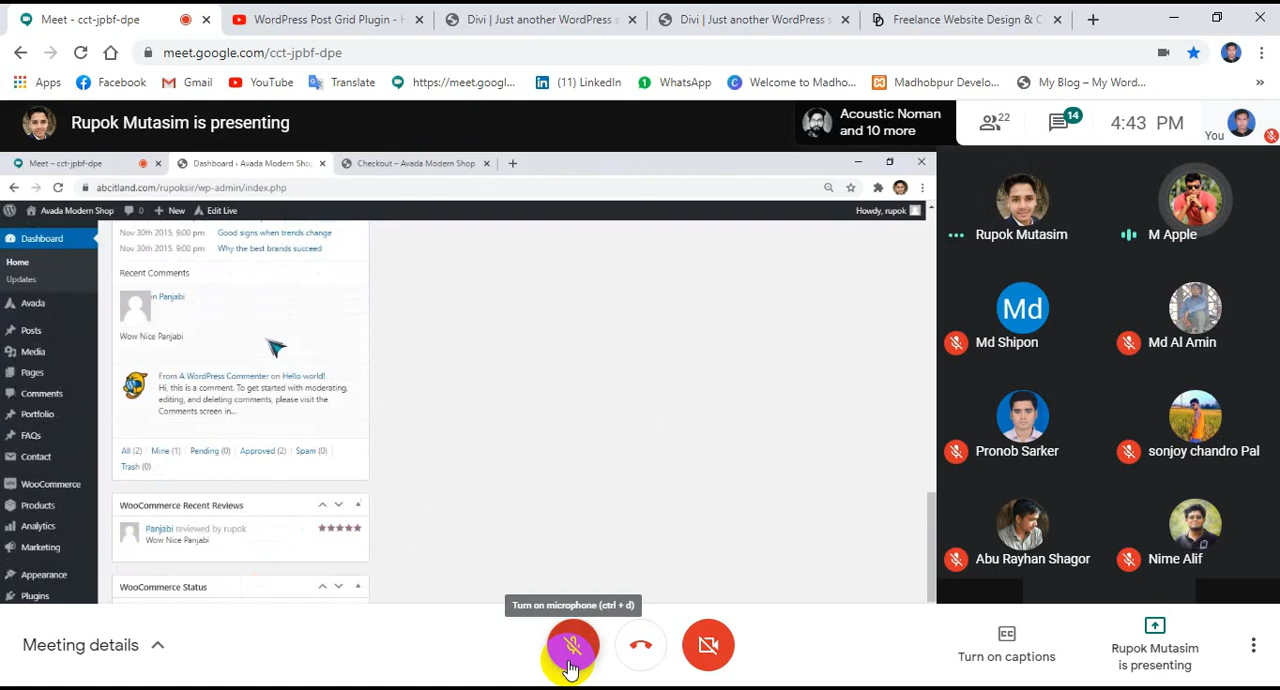 Meet - cct-jpbf-dpe
WordPress Post Grid Plugin - H
Divi | Just another WordPress s
Divi | Just another WordPress s
Freelance Website Design & C
meet.google.com/cct-jpbf-dpe
Apps
Facebook
Gmail
YouTube
Translate
https://meet.googl...
(11) LinkedIn
WhatsApp
Welcome to Madho...
Madhobpur Develo...
My Blog – My Word...
Rupok Mutasim is presenting
Acoustic Noman
and 10 more
22
14
4:43 PM
You
Meet – cct-jpbf-dpe
Dashboard ‹ Avada Modern Shop
Checkout – Avada Modern Shop
abcitland.com/rupoksir/wp-admin/index.php
Avada Modern Shop
0
New
Edit Live
Howdy, rupok
Dashboard
Home
Updates
Avada
Posts
Media
Pages
Comments
Portfolio
FAQs
Contact
WooCommerce
Products
Analytics
Marketing
Appearance
Plugins
Nov 30th 2015, 9:00 pm Good signs when trends change
Nov 30th 2015, 9:00 pm Why the best brands succeed
Recent Comments
n Panjabi
Wow Nice Panjabi
From A WordPress Commenter on Hello world!
Hi, this is a comment. To get started with moderating,
editing, and deleting comments, please visit the
Comments screen in...
All (2) Mine (1) Pending (0) Approved (2) Spam (0)
Trash (0)
WooCommerce Recent Reviews
Panjabi reviewed by rupok
Wow Nice Panjabi
WooCommerce Status
Rupok Mutasim
M Apple
Md
Md Shipon
Md Al Amin
Pronob Sarker
sonjoy chandro Pal
Abu Rayhan Shagor
Nime Alif
Turn on microphone (ctrl + d)
Meeting details
Turn on captions
Rupok Mutasim
is presenting